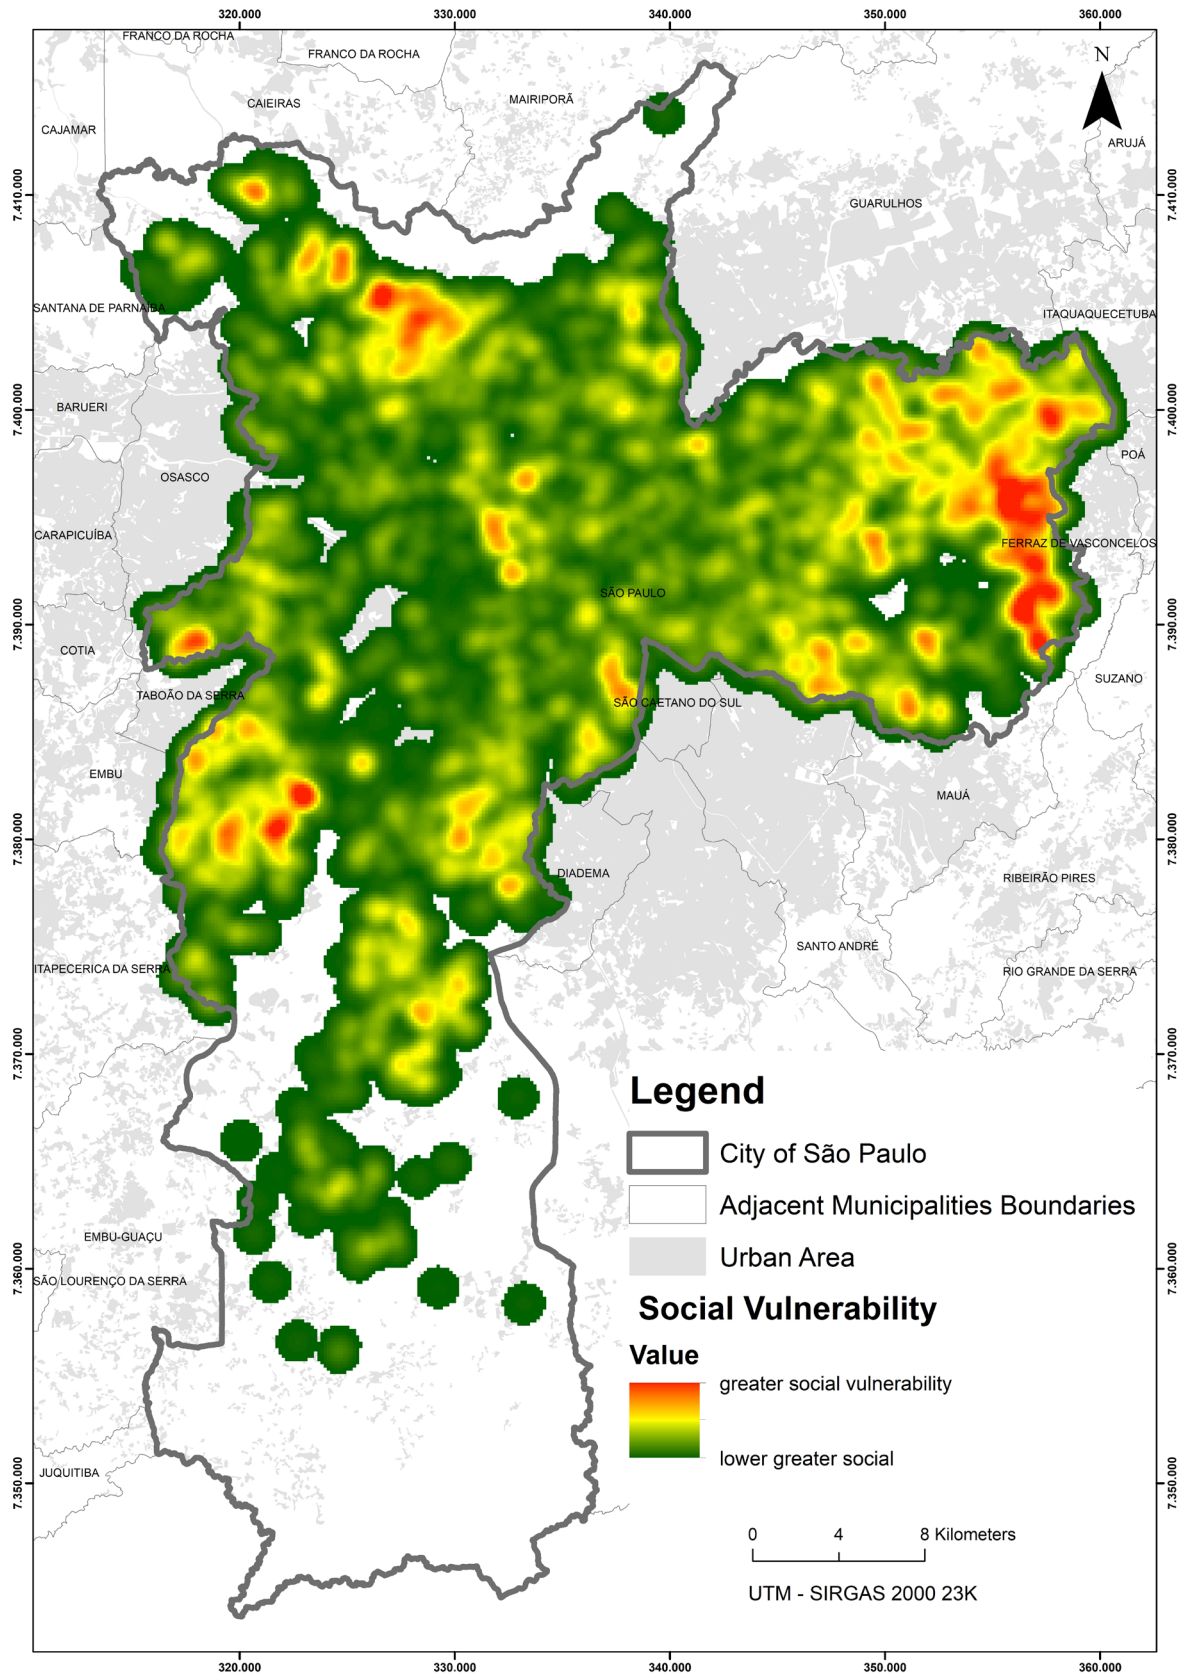 320.000 330.000 340.000 350.000 360.000
FRANCO DA ROCHA
FRANCO DA ROCHA
N
CAIEIRAS
MAIRIPORÃ
CAJAMAR
ARUJÁ
7.410.000
7.410.000
GUARULHOS
SANTANA DE PARNAÍBA
ITAQUAQUECETUBA
BARUERI
7.400.000
7.400.000
POÁ
OSASCO
CARAPICUÍBA
FERRAZ DE VASCONCELOS
SÃO PAULO
7.390.000
7.390.000
COTIA
SUZANO
TABOÃO DA SERRA
SÃO CAETANO DO SUL
EMBU
MAUÁ
7.380.000
7.380.000
DIADEMA
RIBEIRÃO PIRES
SANTO ANDRÉ
ITAPECERICA DA SERRA
RIO GRANDE DA SERRA
7.370.000
7.370.000
Legend
City of São Paulo
Adjacent Municipalities Boundaries
EMBU-GUAÇU
Urban Area
7.360.000
7.360.000
SÃO LOURENÇO DA SERRA
Social Vulnerability
Value
greater social vulnerability
lower greater social
JUQUITIBA
7.350.000
7.350.000
0 4 8 Kilometers
UTM - SIRGAS 2000 23K
320.000 330.000 340.000 350.000 360.000